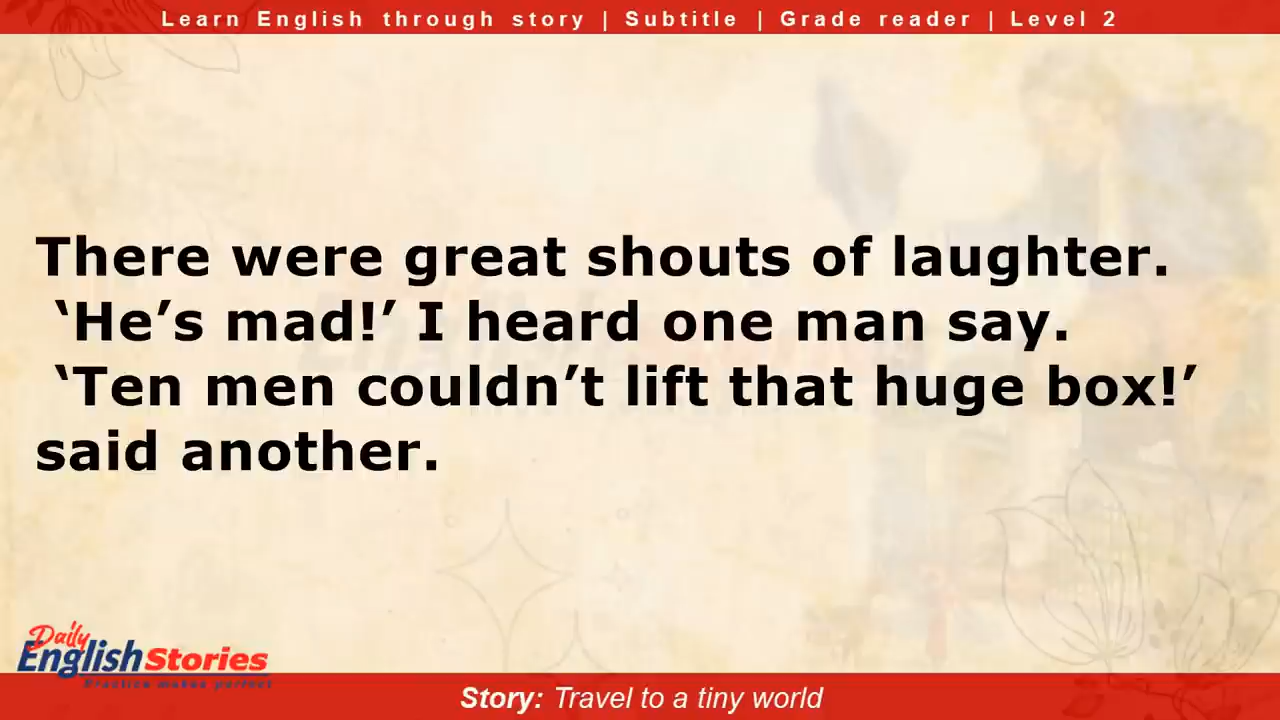 Learn English through story | Subtitle | Grade reader | Level 2
There were great shouts of laughter.
‘He’s mad!’ I heard one man say.
‘Ten men couldn’t lift that huge box!’
said another.
Daily
English Stories
Practice makes perfect
Story: Travel to a tiny world